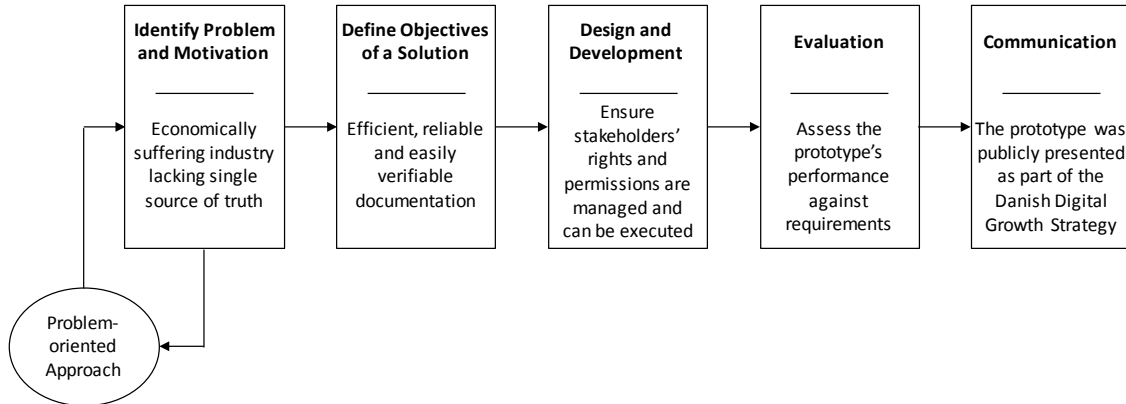 Identify Problem
and Motivation
Economically
suffering industry
lacking single
source of truth
Define Objectives
of a Solution
Efficient, reliable
and easily
verifiable
documentation
Design and
Development
Ensure
stakeholders'
rights and
permissions are
managed and
can be executed
Evaluation
Assess the
prototype's
performance
against
requirements
Communication
The prototype was
publicly presented
as part of the
Danish Digital
Growth Strategy
Problem-
oriented
Approach